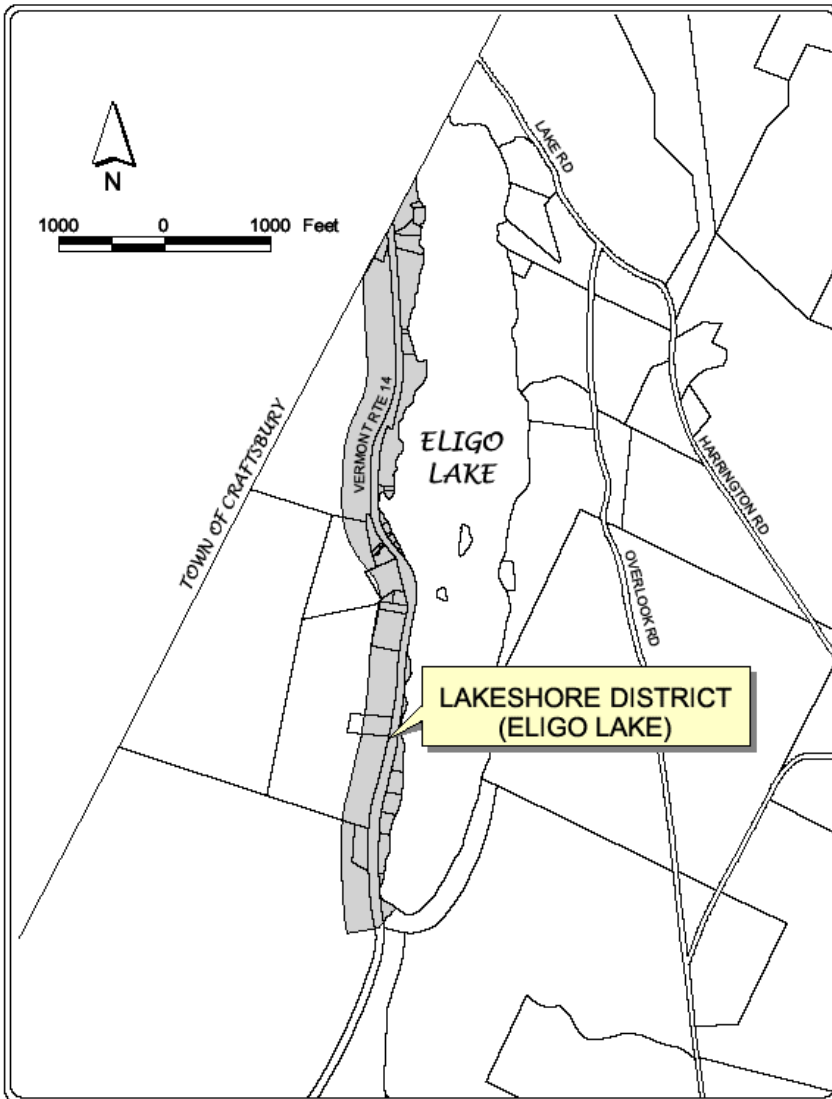 LAKE RD
N
1000 0 1000 Feet
VERMONT RTE 14
ELIGO
LAKE
TOWN OF CRAFTSBURY
HARRINGTON RD
OVERLOOK RD
LAKESHORE DISTRICT
(ELIGO LAKE)